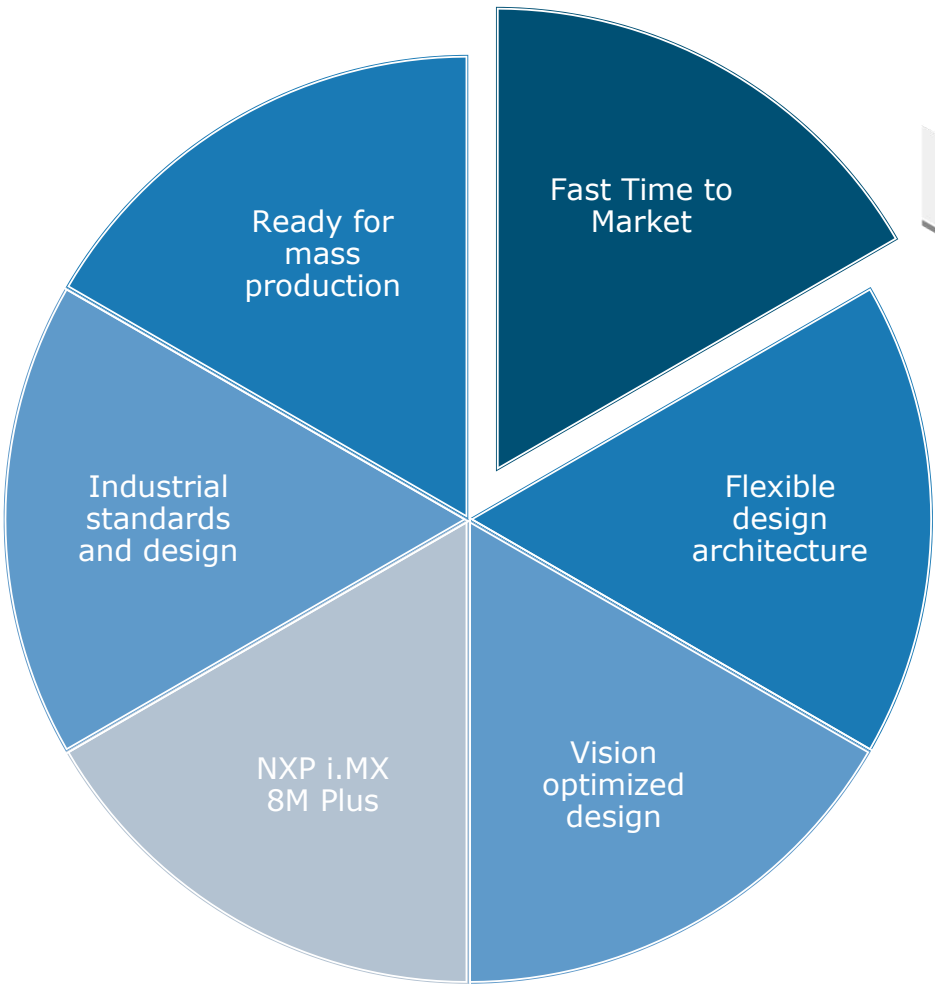 Fast Time to
Market
Ready for
mass
production
Flexible
design
architecture
Industrial
standards
and design
Vision
optimized
design
NXP i.MX
8M Plus